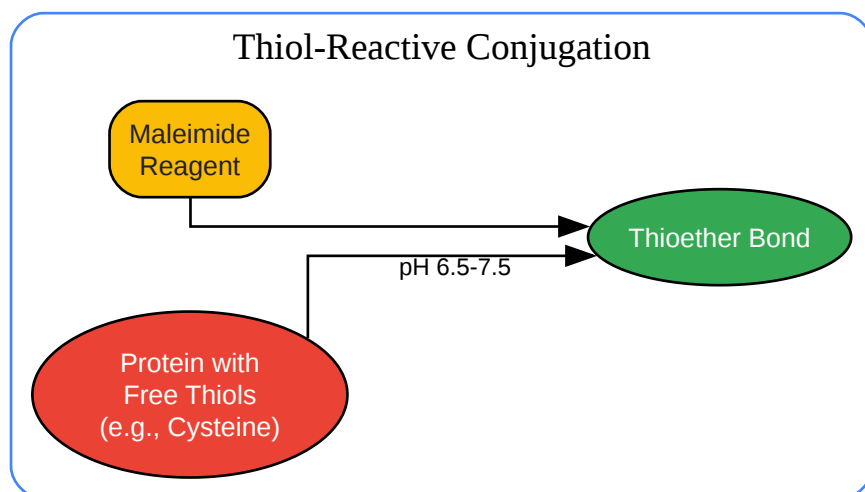 Thiol-Reactive Conjugation
Maleimide
Reagent
Thioether Bond
pH 6.5-7.5
Protein with
Free Thiols
(e.g., Cysteine)